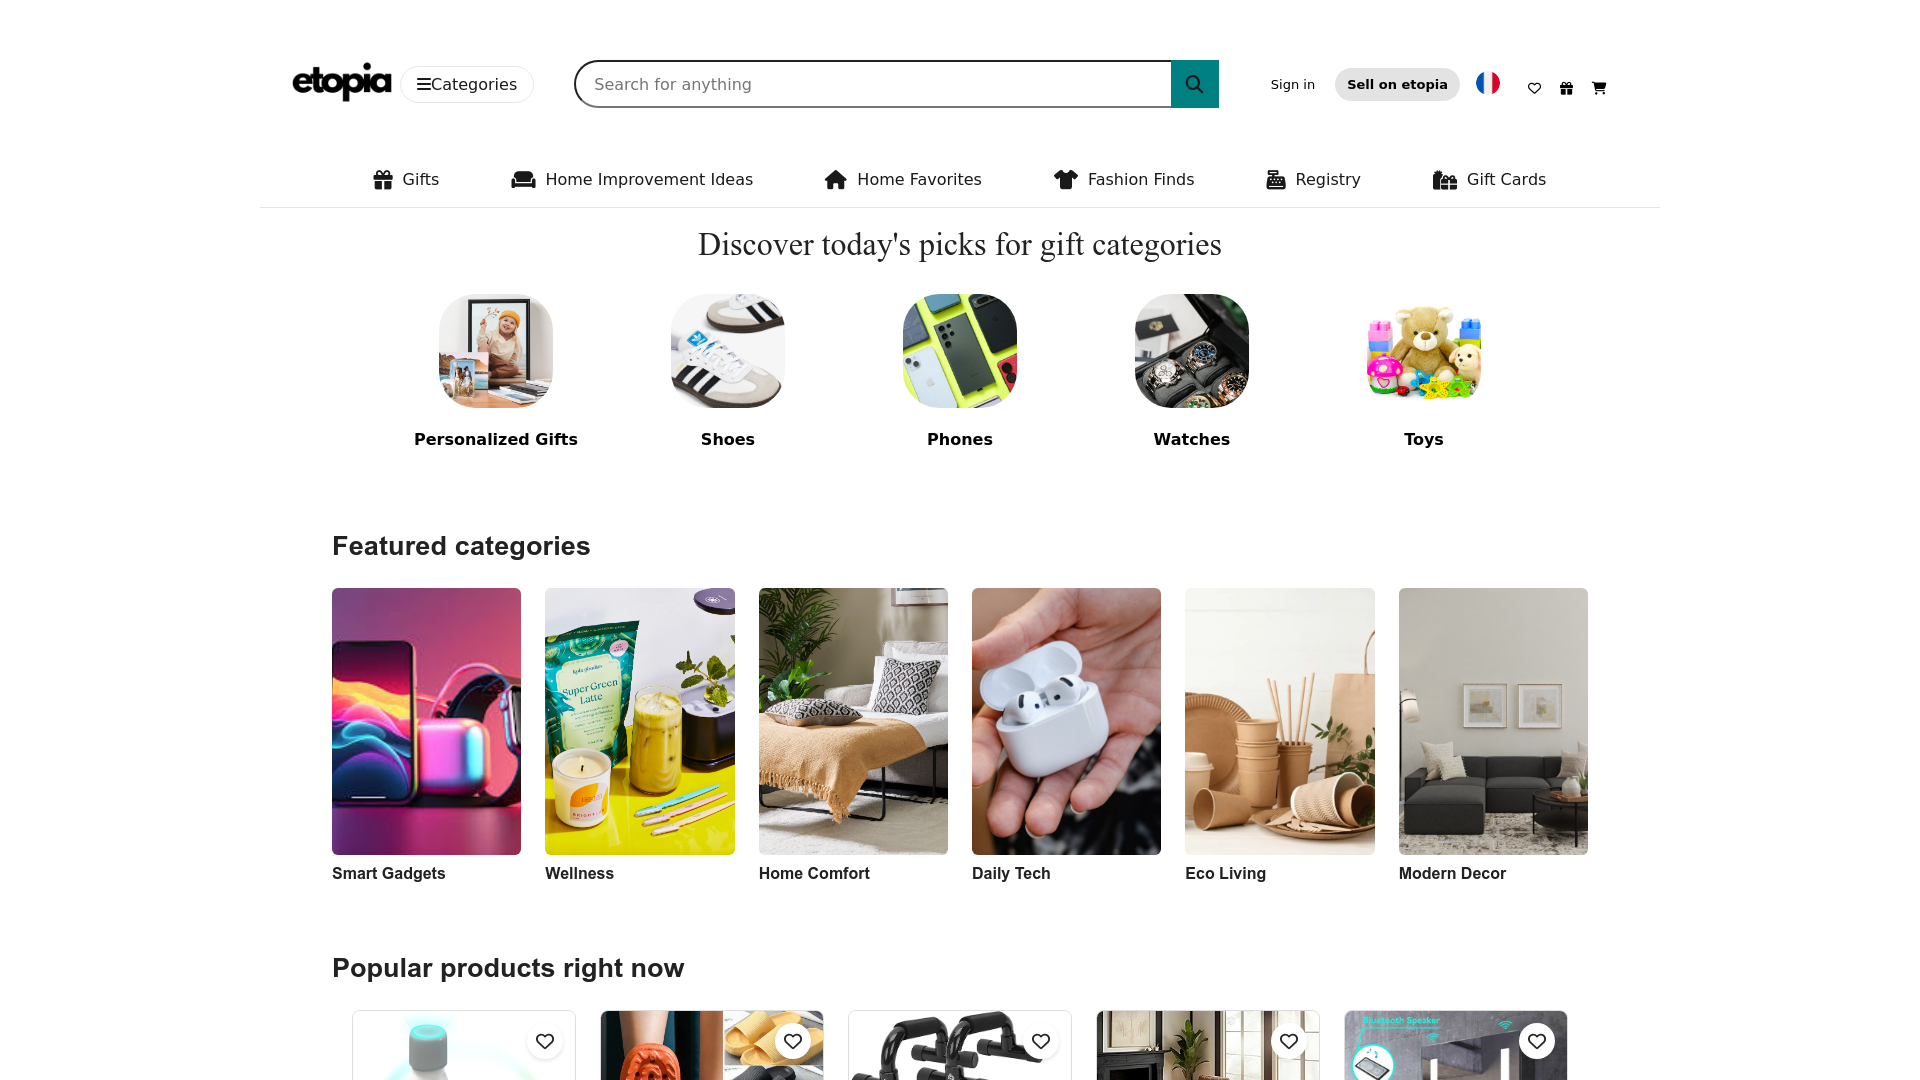 etopia
Categories
Search for anything
Sign in
Sell on etopia
Gifts
Home Improvement Ideas
Home Favorites
Fashion Finds
Registry
Gift Cards
Discover today's picks for gift categories
Personalized Gifts
Shoes
Phones
Watches
Toys
Featured categories
Super Green
Latte
Smart Gadgets
Wellness
Home Comfort
Daily Tech
Eco Living
Modern Decor
Popular products right now
Bluetooth Speaker